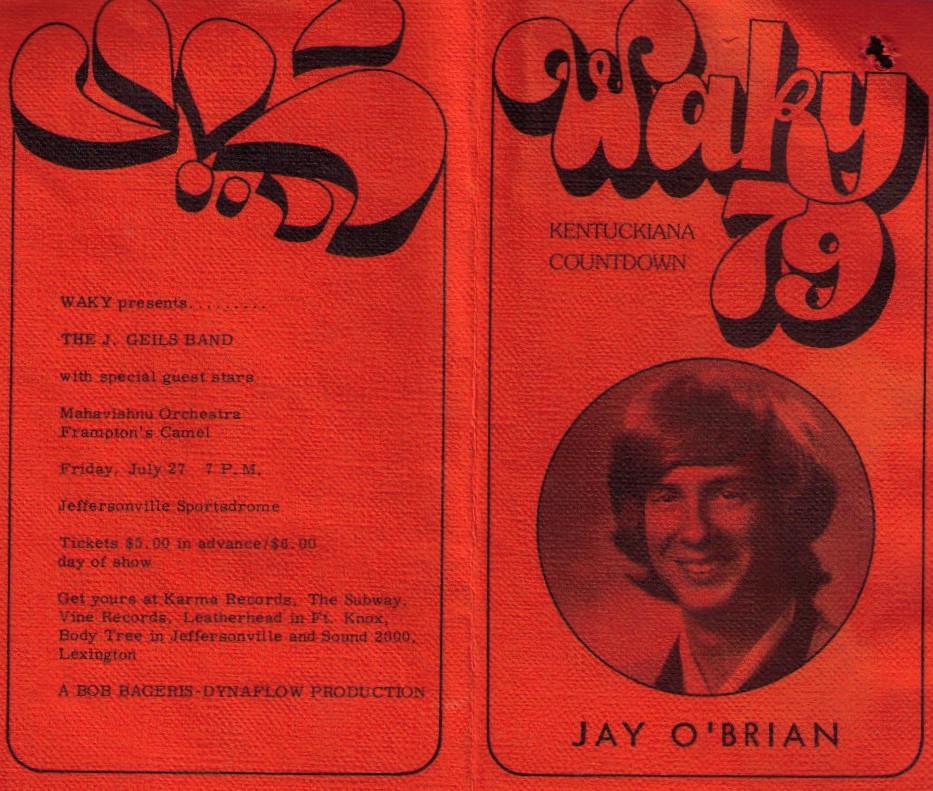 WAKY presents.........
THE J. GEILS BAND
with special guest stars
Mahavishnu Orchestra
Frampton's Camel
Friday, July 27 7 P.M.
Jeffersonville Sportsdrome
Tickets $5.00 in advance/$6.00
day of show
Get yours at Karma Records, The Subway,
Vine Records, Leatherhead in Ft. Knox,
Body Tree in Jeffersonville and Sound 2000,
Lexington
A BOB BAGERIS-DYNAFLOW PRODUCTION
Waky
79
KENTUCKIANA
COUNTDOWN
JAY O'BRIAN